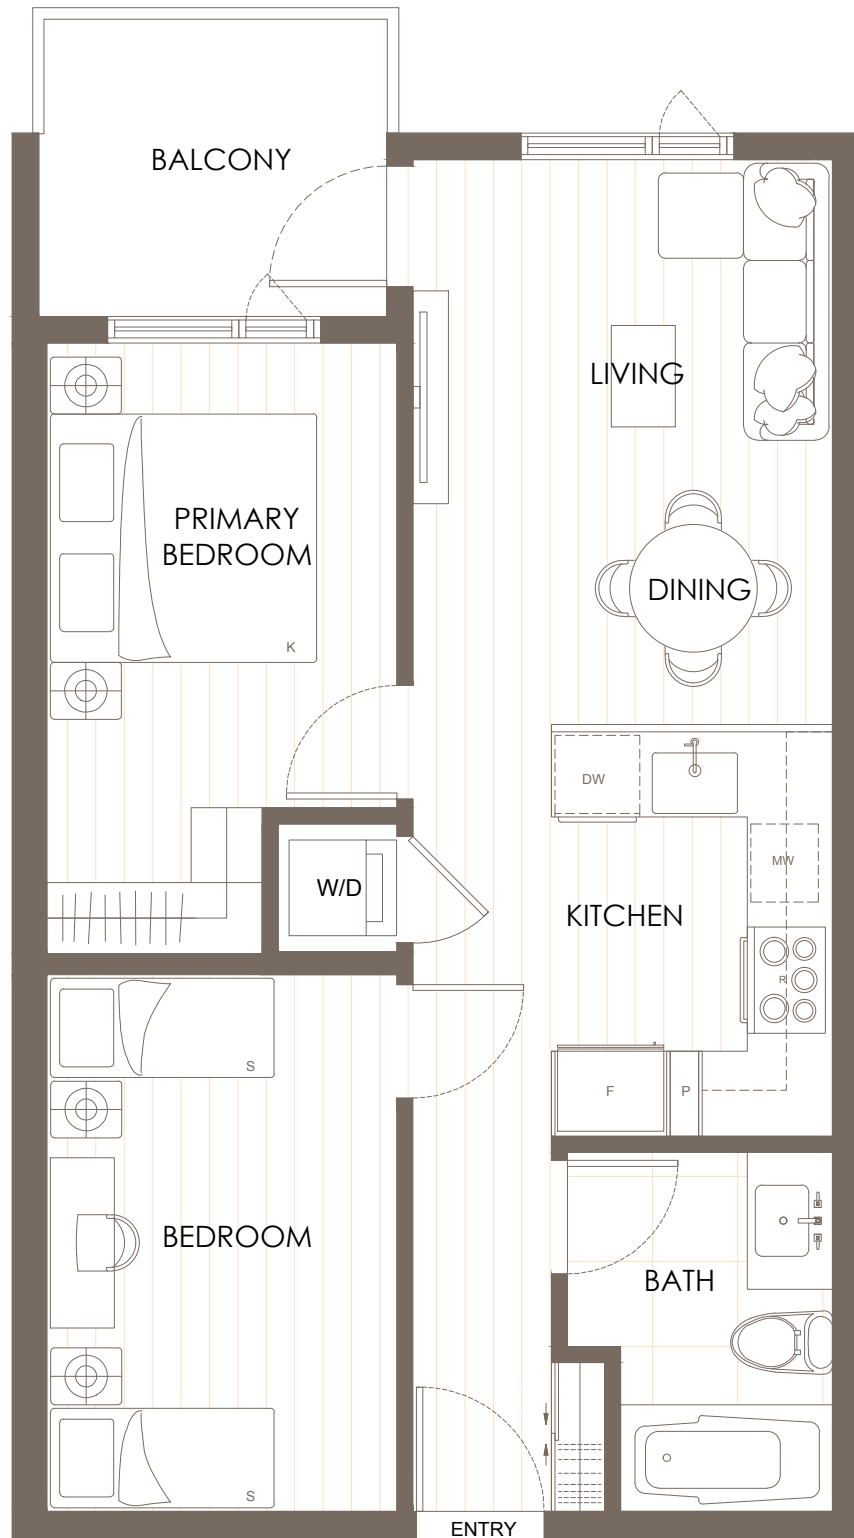 BALCONY
LIVING
PRIMARY
BEDROOM
DINING
K
DW
MW
W/D
KITCHEN
R
S
F
P
BEDROOM
BATH
S
ENTRY